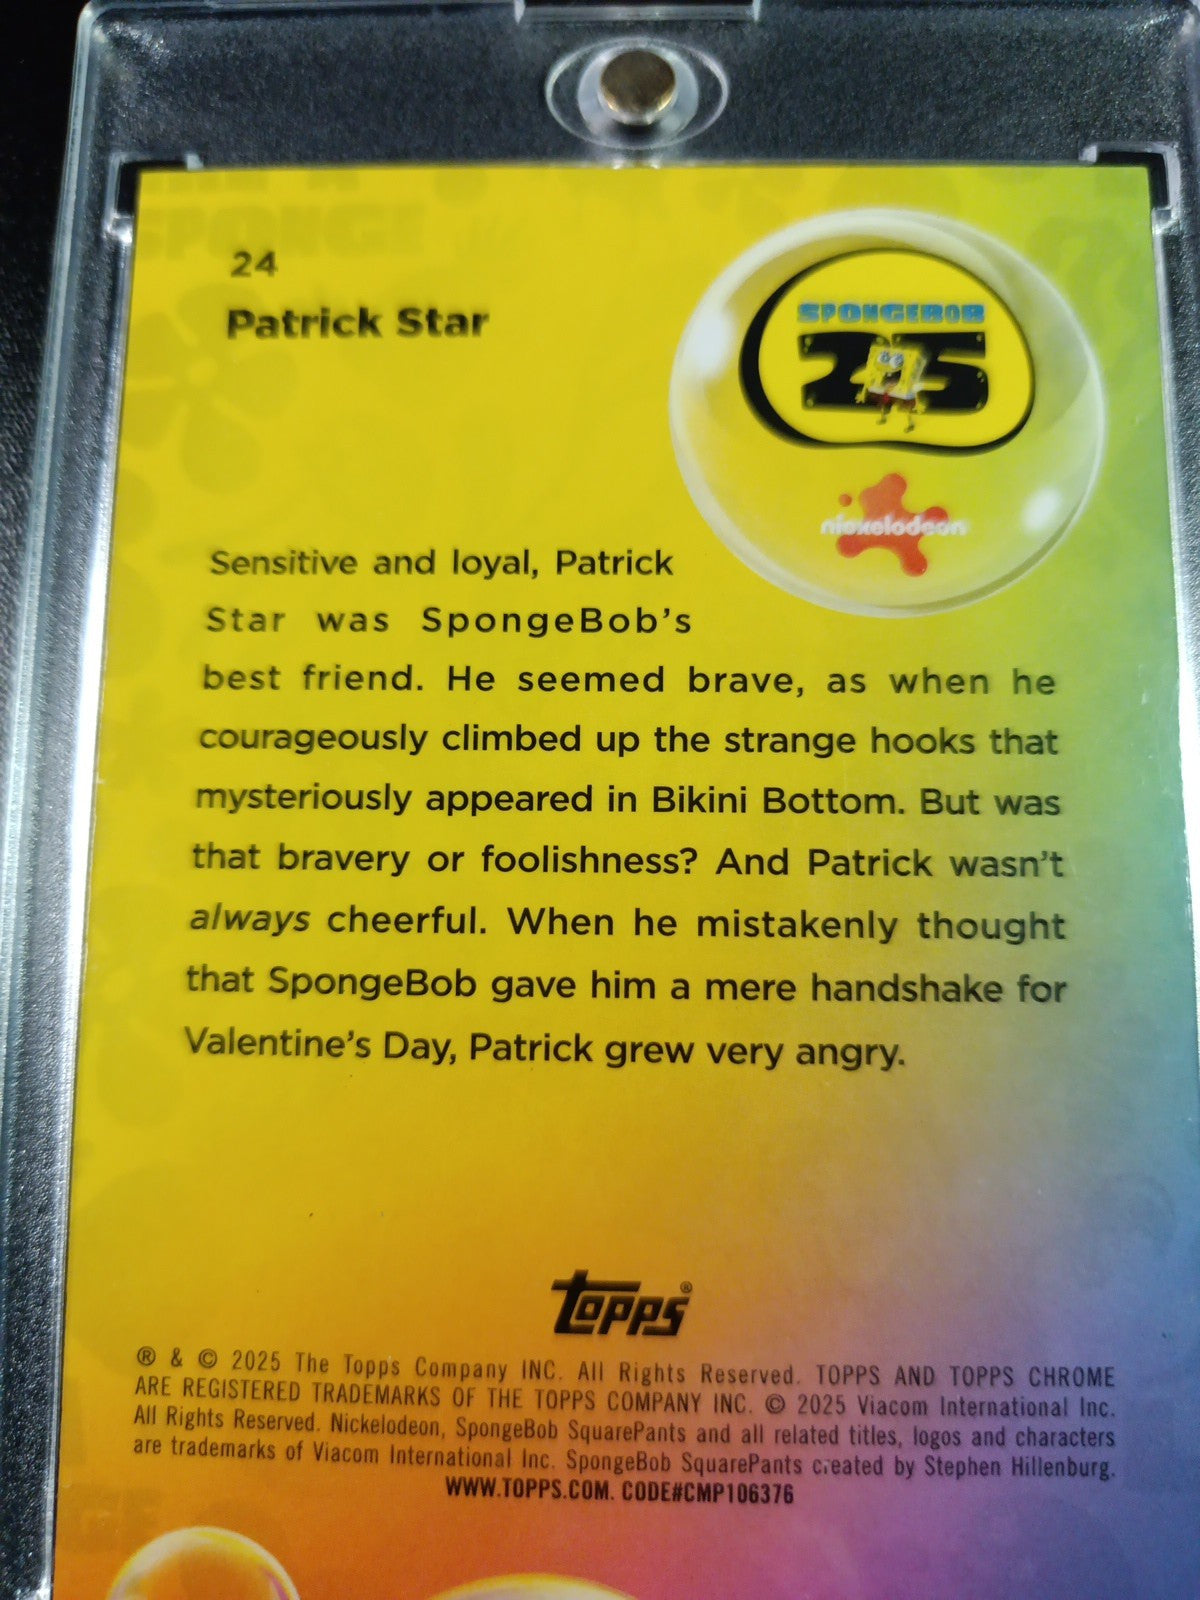 24
Patrick Star
SPONGEBOB
25
nickelodeon
Sensitive and loyal, Patrick
Star was SpongeBob's
best friend. He seemed brave, as when he
courageously climbed up the strange hooks that
mysteriously appeared in Bikini Bottom. But was
that bravery or foolishness? And Patrick wasn't
always cheerful. When he mistakenly thought
that SpongeBob gave him a mere handshake for
Valentine's Day, Patrick grew very angry.
topps®
® & © 2025 The Topps Company INC. All Rights Reserved. TOPPS AND TOPPS CHROME
ARE REGISTERED TRADEMARKS OF THE TOPPS COMPANY INC. © 2025 Viacom International Inc.
All Rights Reserved. Nickelodeon, SpongeBob SquarePants and all related titles, logos and characters
are trademarks of Viacom International Inc. SpongeBob SquarePants created by Stephen Hillenburg.
WWW.TOPPS.COM. CODE#CMP106376